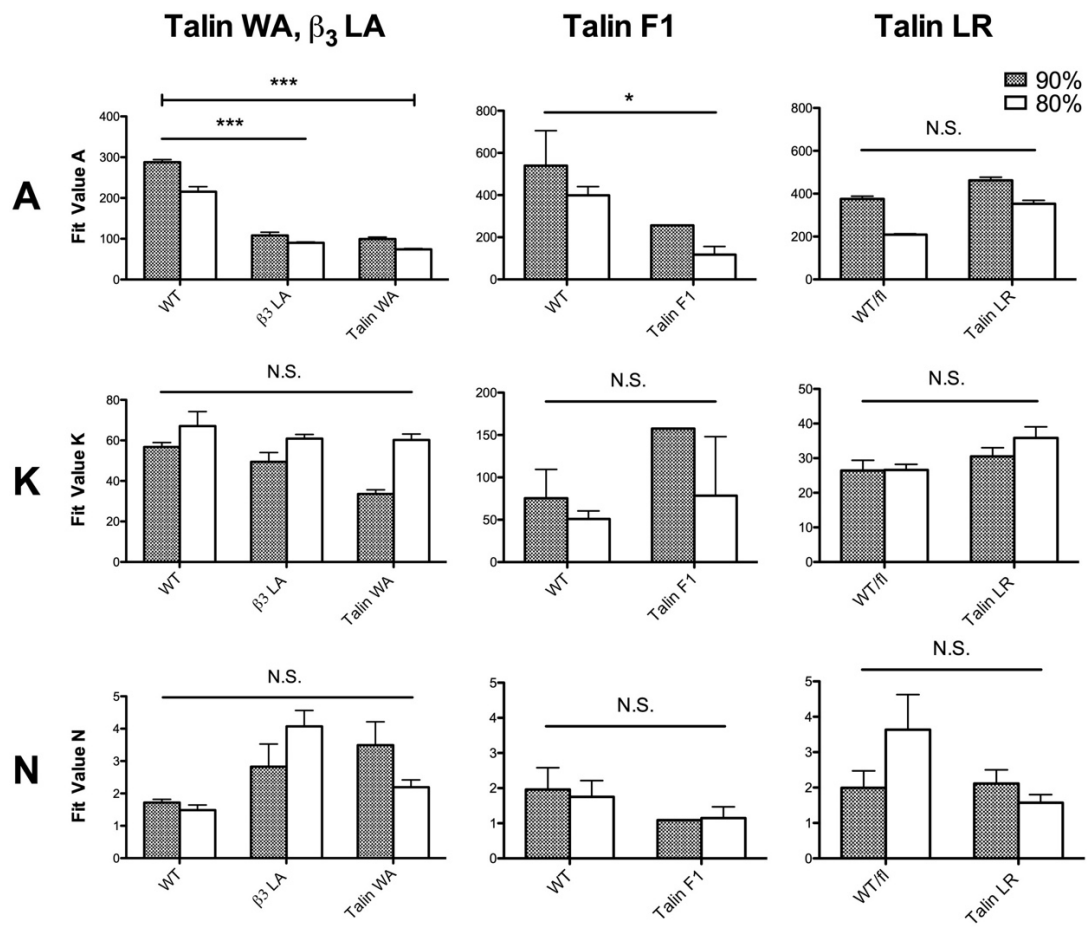 Talin WA, β3 LA
Talin F1
Talin LR
90%
80%
A
Fit Value A
400
300
200
100
0
***
***
WT
β3 LA
Talin WA
800
600
400
200
0
*
WT
Talin F1
800
600
400
200
0
N.S.
WT/fl
Talin LR
K
Fit Value K
80
60
40
20
0
N.S.
WT
β3 LA
Talin WA
200
150
100
50
0
N.S.
WT
Talin F1
50
40
30
20
10
0
N.S.
WT/fl
Talin LR
N
Fit Value N
5
4
3
2
1
0
N.S.
WT
β3 LA
Talin WA
5
4
3
2
1
0
N.S.
WT
Talin F1
5
4
3
2
1
0
N.S.
WT/fl
Talin LR